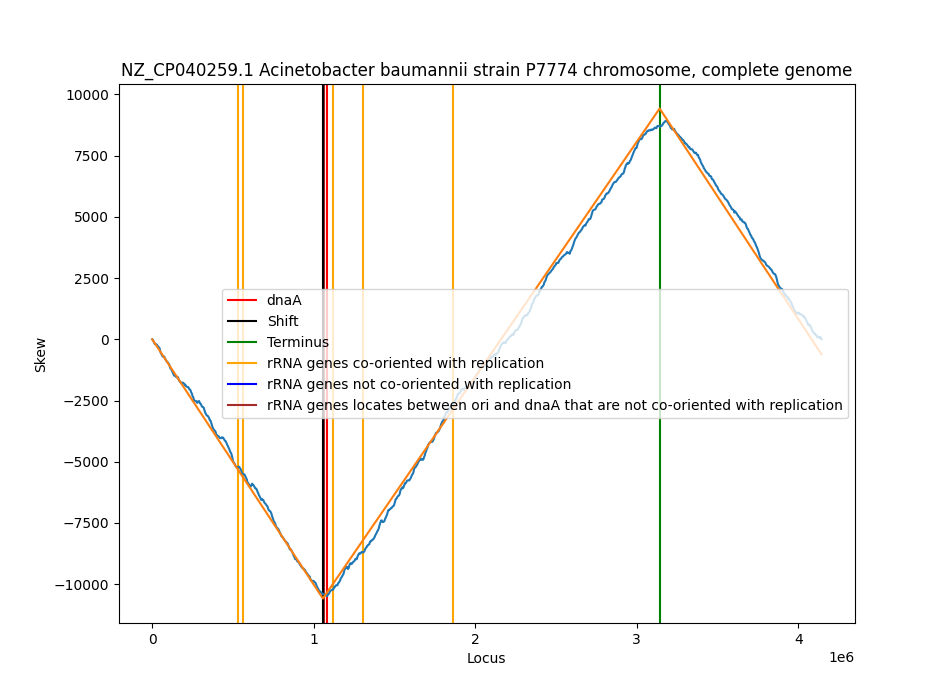 NZ_CP040259.1 Acinetobacter baumannii strain P7774 chromosome, complete genome
10000
7500
5000
2500
0
−2500
−5000
−7500
−10000
Skew
dnaA
Shift
Terminus
rRNA genes co-oriented with replication
rRNA genes not co-oriented with replication
rRNA genes locates between ori and dnaA that are not co-oriented with replication
0 1 2 3 4
1e6
Locus